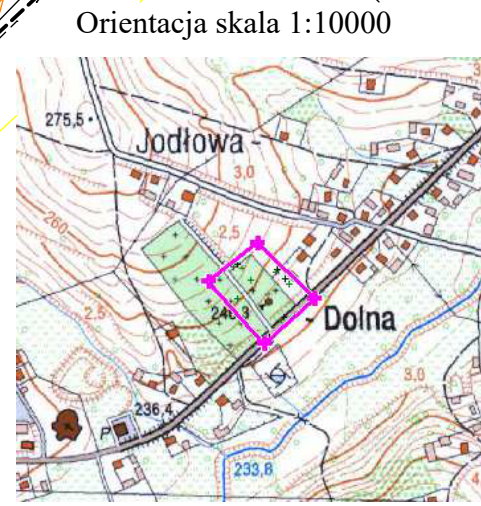 Orientacja skala 1:10000
275,5
Jodłowa -
3,0
260
2,5
2,5
- Dolna
3,0
236,4
P
233,8